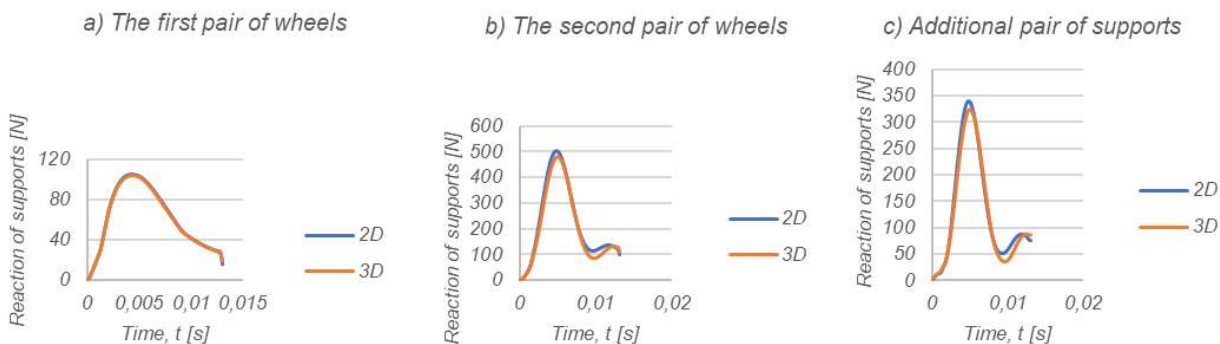 a) The first pair of wheels
Reaction of supports [N]
120
80
40
0
0
0,005
0,01
0,015
Time, t [s]
2D
3D
b) The second pair of wheels
Reaction of supports [N]
600
500
400
300
200
100
0
0
0,01
0,02
Time, t [s]
2D
3D
c) Additional pair of supports
Reaction of supports [N]
400
350
300
250
200
150
100
50
0
0
0,01
0,02
Time, t [s]
2D
3D